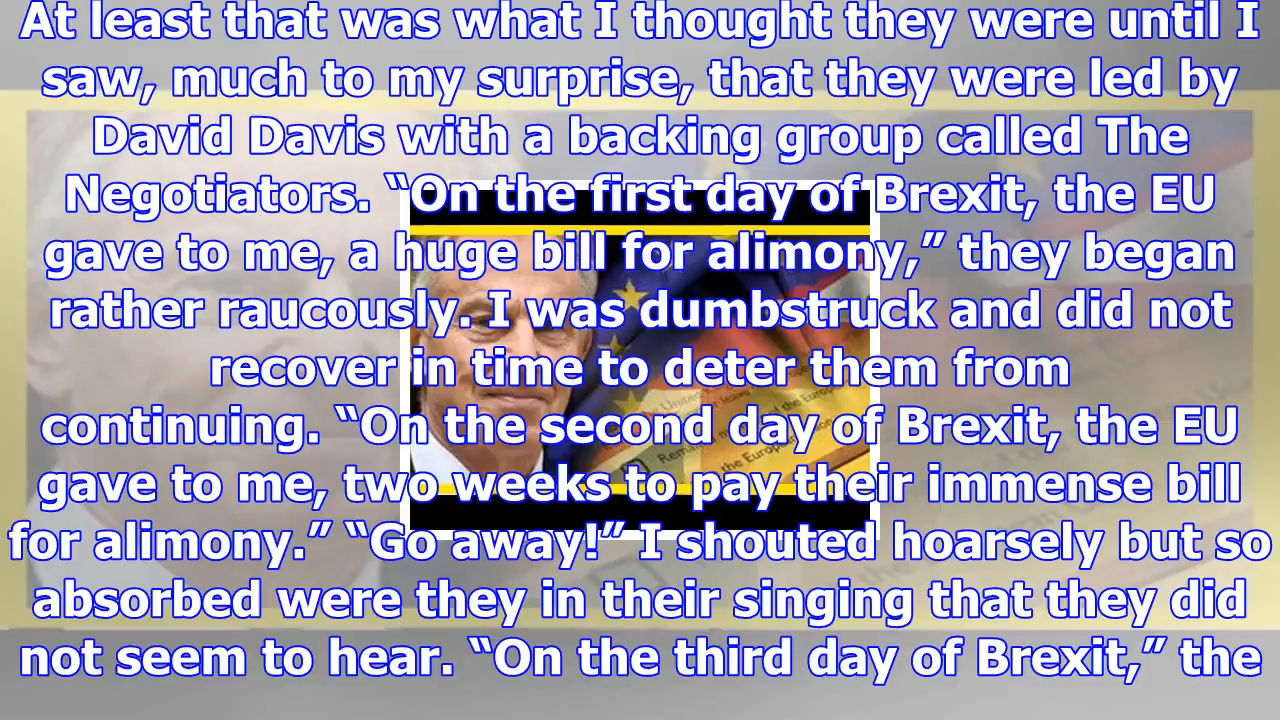 At least that was what I thought they were until I
saw, much to my surprise, that they were led by
David Davis with a backing group called The
Negotiators. “On the first day of Brexit, the EU
gave to me, a huge bill for alimony,” they began
rather raucously. I was dumbstruck and did not
recover in time to deter them from
continuing. “On the second day of Brexit, the EU
gave to me, two weeks to pay their immense bill
for alimony.” “Go away!” I shouted hoarsely but so
absorbed were they in their singing that they did
not seem to hear. “On the third day of Brexit,” the